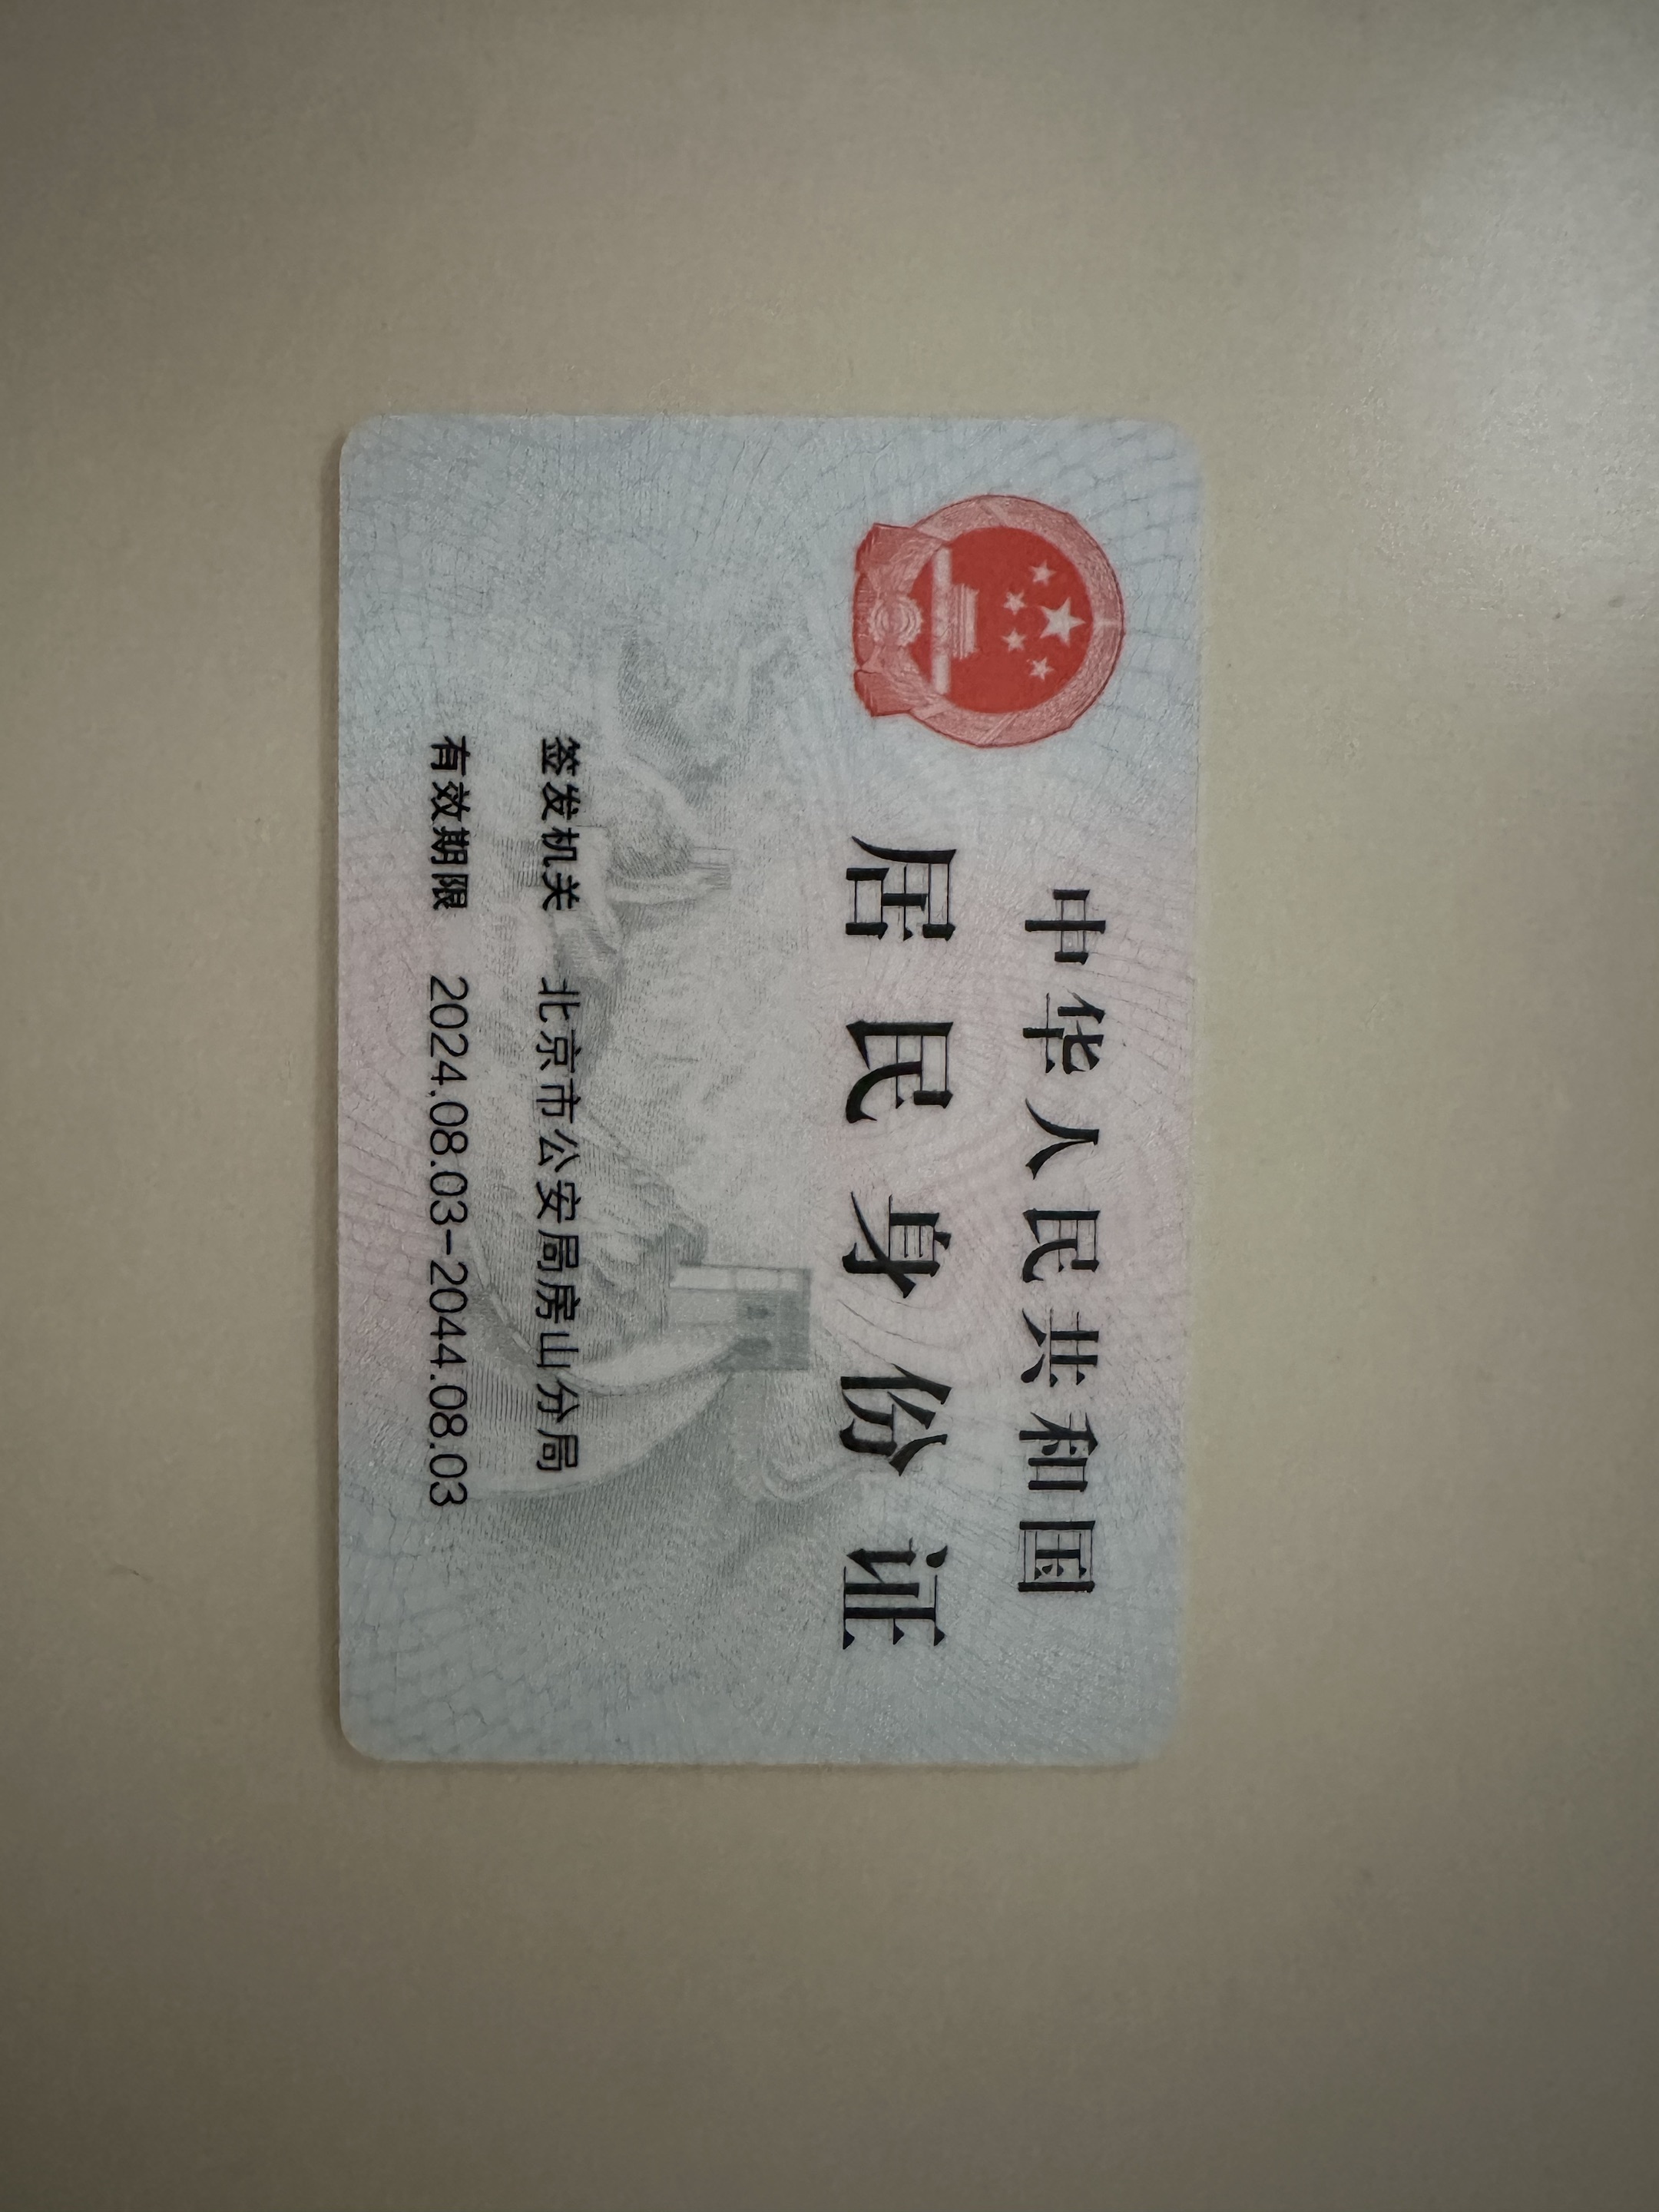 中华人民共和国
居民身份证
签发机关 北京市公安局房山分局
有效期限 2024.08.03-2044.08.03